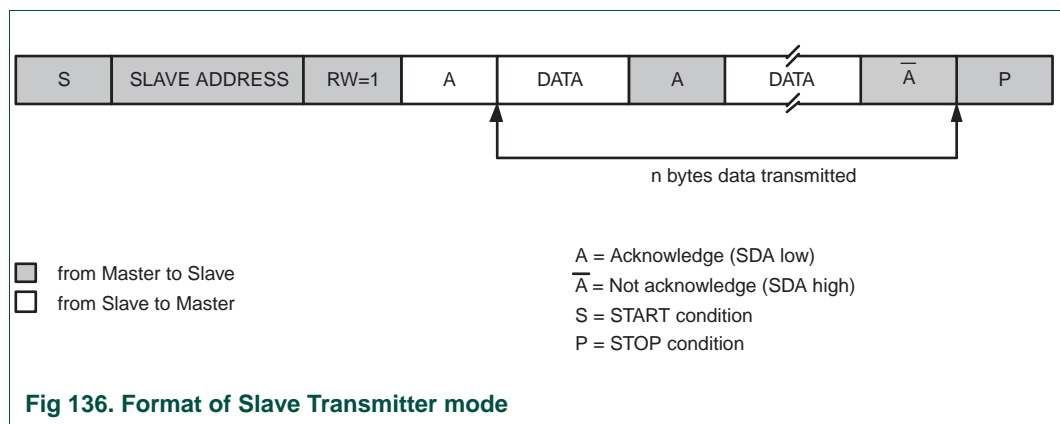 S SLAVE ADDRESS RW=1 A DATA A DATA A̅ P
n bytes data transmitted
from Master to Slave
from Slave to Master
A = Acknowledge (SDA low)
A̅ = Not acknowledge (SDA high)
S = START condition
P = STOP condition
Fig 136. Format of Slave Transmitter mode